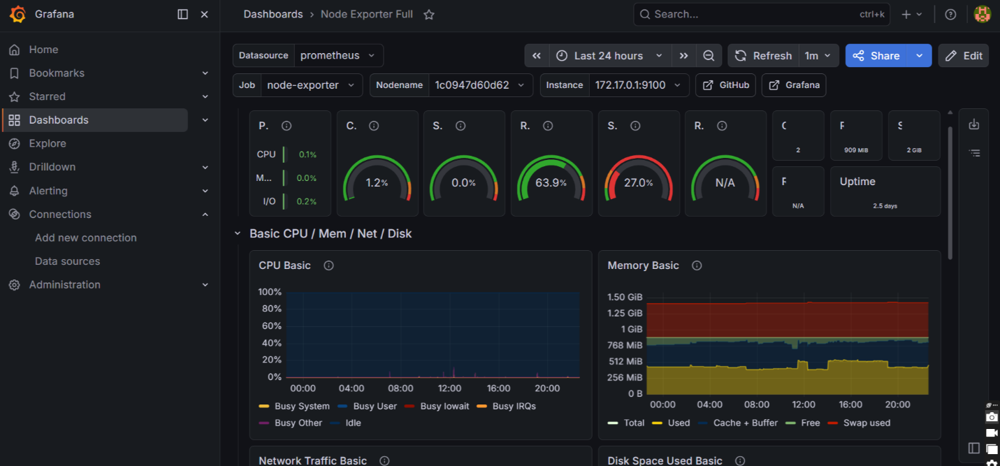 Grafana
Dashboards › Node Exporter Full
Search...
ctrl+k
Home
Bookmarks
Starred
Dashboards
Explore
Drilldown
Alerting
Connections
Add new connection
Data sources
Administration
Datasource prometheus
Last 24 hours
Refresh 1m
Share
Edit
Job node-exporter
Nodename 1c0947d60d62
Instance 172.17.0.1:9100
GitHub
Grafana
P.
CPU 0.1%
M... 0.0%
I/O 0.2%
C.
1.2%
S.
0.0%
R.
63.9%
S.
27.0%
R.
N/A
2
909 MiB
S
2 GiB
N/A
Uptime
2.5 days
Basic CPU / Mem / Net / Disk
CPU Basic
100%
80%
60%
40%
20%
0%
00:00 04:00 08:00 12:00 16:00 20:00
Busy System Busy User Busy Iowait Busy IRQs
Busy Other Idle
Memory Basic
1.50 GiB
1.25 GiB
1 GiB
768 MiB
512 MiB
256 MiB
0 B
00:00 04:00 08:00 12:00 16:00 20:00
Total Used Cache + Buffer Free Swap used
Network Traffic Basic
Disk Space Used Basic